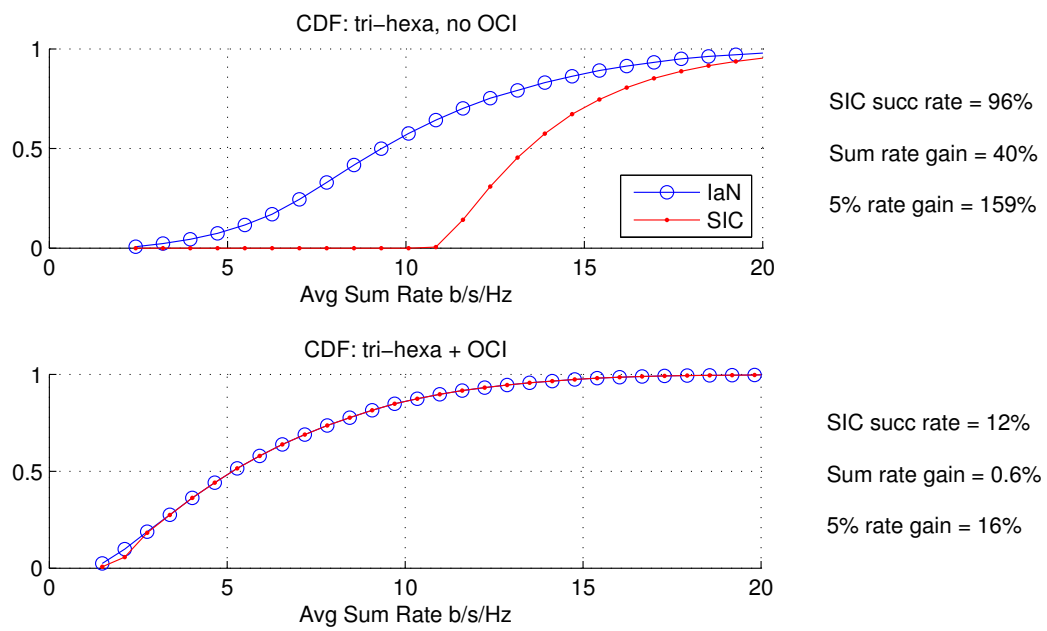 CDF: tri−hexa, no OCI
1
0.5
0
0
5
10
15
20
Avg Sum Rate b/s/Hz
IaN
SIC
SIC succ rate = 96%
Sum rate gain = 40%
5% rate gain = 159%
CDF: tri−hexa + OCI
1
0.5
0
0
5
10
15
20
Avg Sum Rate b/s/Hz
SIC succ rate = 12%
Sum rate gain = 0.6%
5% rate gain = 16%